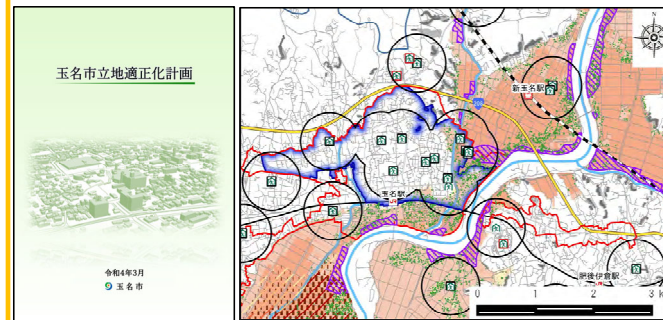 玉名市立地適正化計画
令和4年3月
玉名市
新玉名駅
玉名駅
肥後伊倉駅
0 1 2 3 k